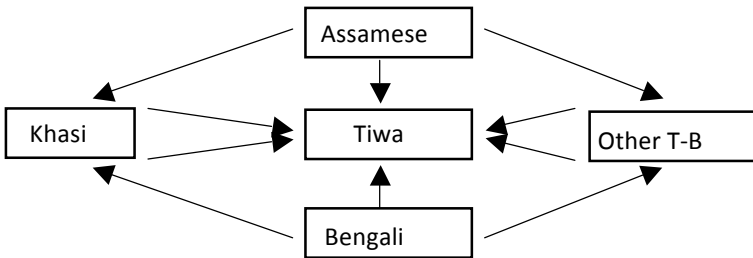 Assamese
Khasi
Tiwa
Other T-B
Bengali